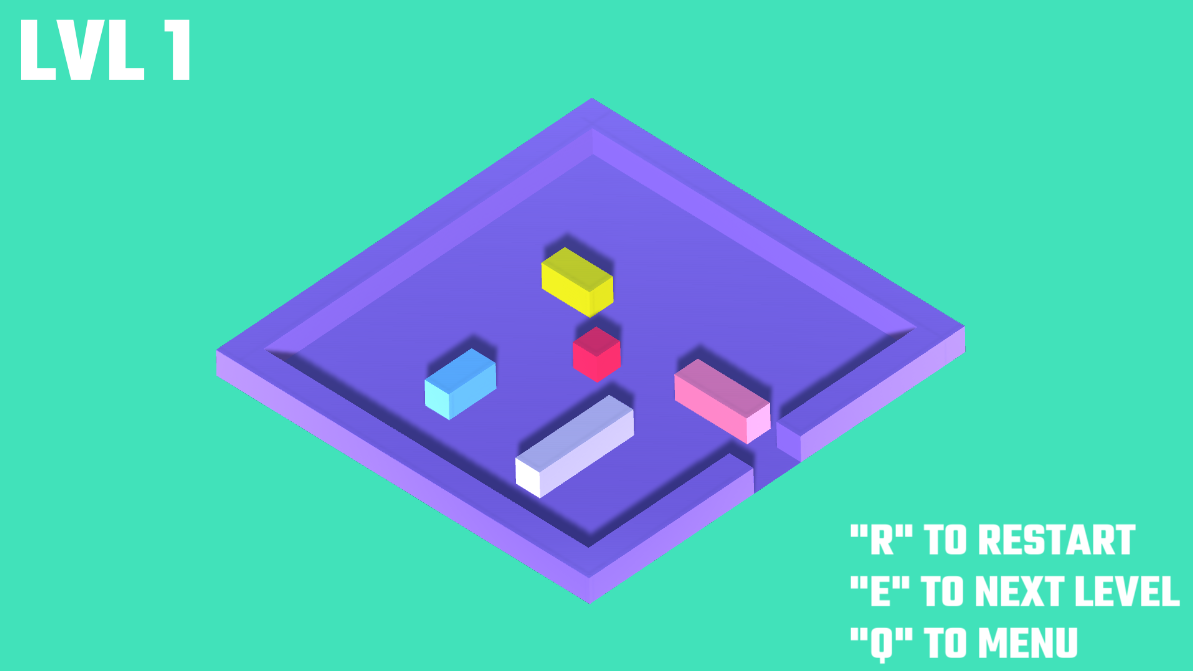 LVL 1
"R" TO RESTART
"E" TO NEXT LEVEL
"Q" TO MENU